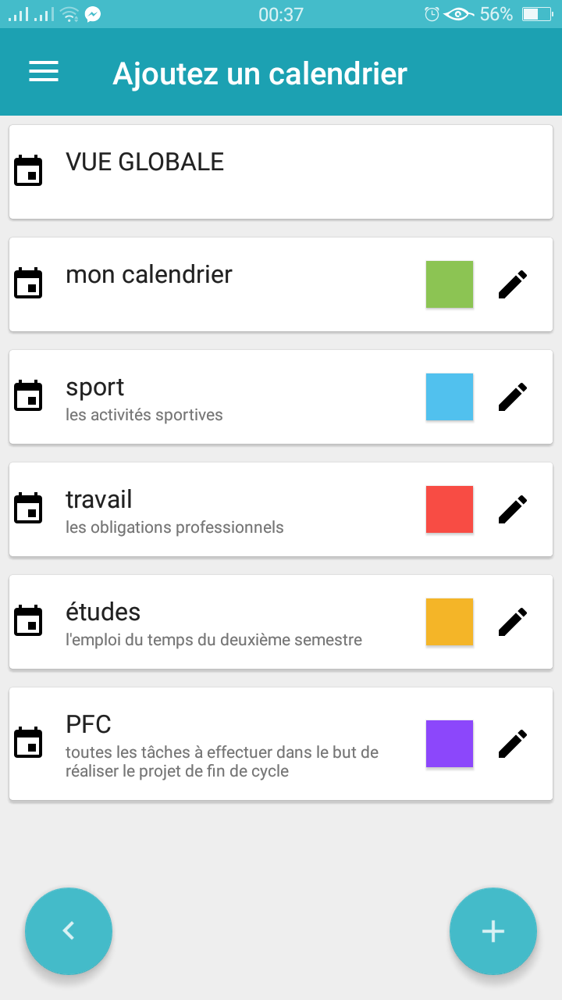 00:37
56%
Ajoutez un calendrier
VUE GLOBALE
mon calendrier
sport
les activités sportives
travail
les obligations professionnels
études
l'emploi du temps du deuxième semestre
PFC
toutes les tâches à effectuer dans le but de
réaliser le projet de fin de cycle